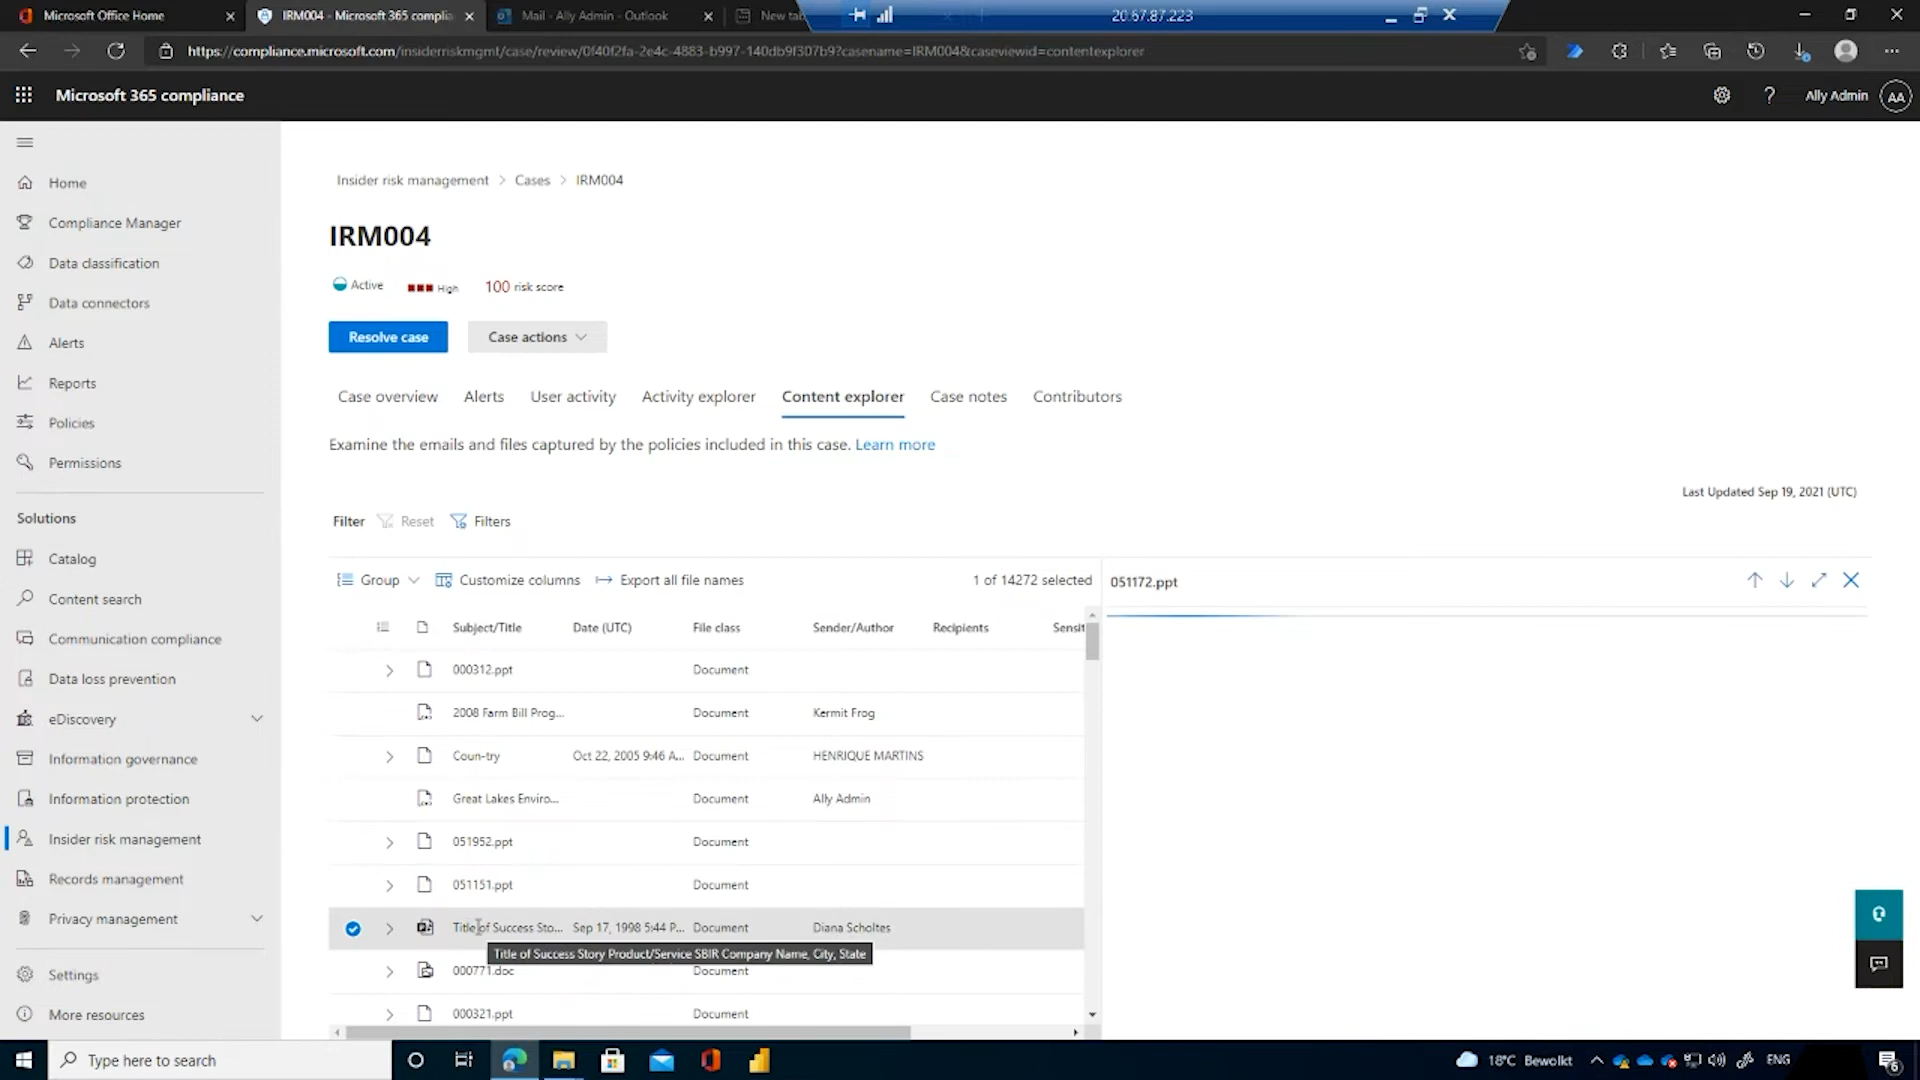 Microsoft Office Home
IRM004 - Microsoft 365 complia
Mail - Ally Admin - Outlook
New tab
20.67.87.223
https://compliance.microsoft.com/insiderriskmgmt/case/review/0f40f2fa-2e4c-4883-b997-140db9f307b9?casename=IRM004&caseviewid=contentexplorer
Microsoft 365 compliance
Ally Admin
AA
Home
Compliance Manager
Data classification
Data connectors
Alerts
Reports
Policies
Permissions
Solutions
Catalog
Content search
Communication compliance
Data loss prevention
eDiscovery
Information governance
Information protection
Insider risk management
Records management
Privacy management
Settings
More resources
Insider risk management > Cases > IRM004
IRM004
Active High 100 risk score
Resolve case
Case actions
Case overview Alerts User activity Activity explorer Content explorer Case notes Contributors
Examine the emails and files captured by the policies included in this case. Learn more
Last Updated Sep 19, 2021 (UTC)
Filter Reset Filters
Group Customize columns Export all file names 1 of 14272 selected
051172.ppt
Subject/Title Date (UTC) File class Sender/Author Recipients Sensit
000312.ppt Document
2008 Farm Bill Prog... Document Kermit Frog
Coun-try Oct 22, 2005 9:46 A... Document HENRIQUE MARTINS
Great Lakes Enviro... Document Ally Admin
051952.ppt Document
051151.ppt Document
Title of Success Sto... Sep 17, 1998 5:44 P... Document Diana Scholtes
Title of Success Story Product/Service SBIR Company Name, City, State
000771.doc Document
000321.ppt Document
Type here to search
18°C Bewolkt
ENG
6